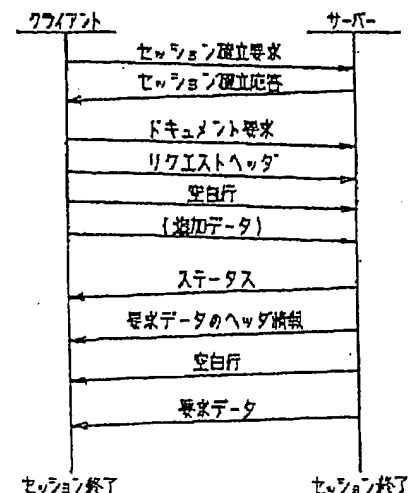 クライアント
サーバー
セッション確立要求
セッション確立応答
ドキュメント要求
リクエストヘッダ
空白行
(追加データ)
ステータス
要求データのヘッダ情報
空白行
要求データ
セッション終了
セッション終了